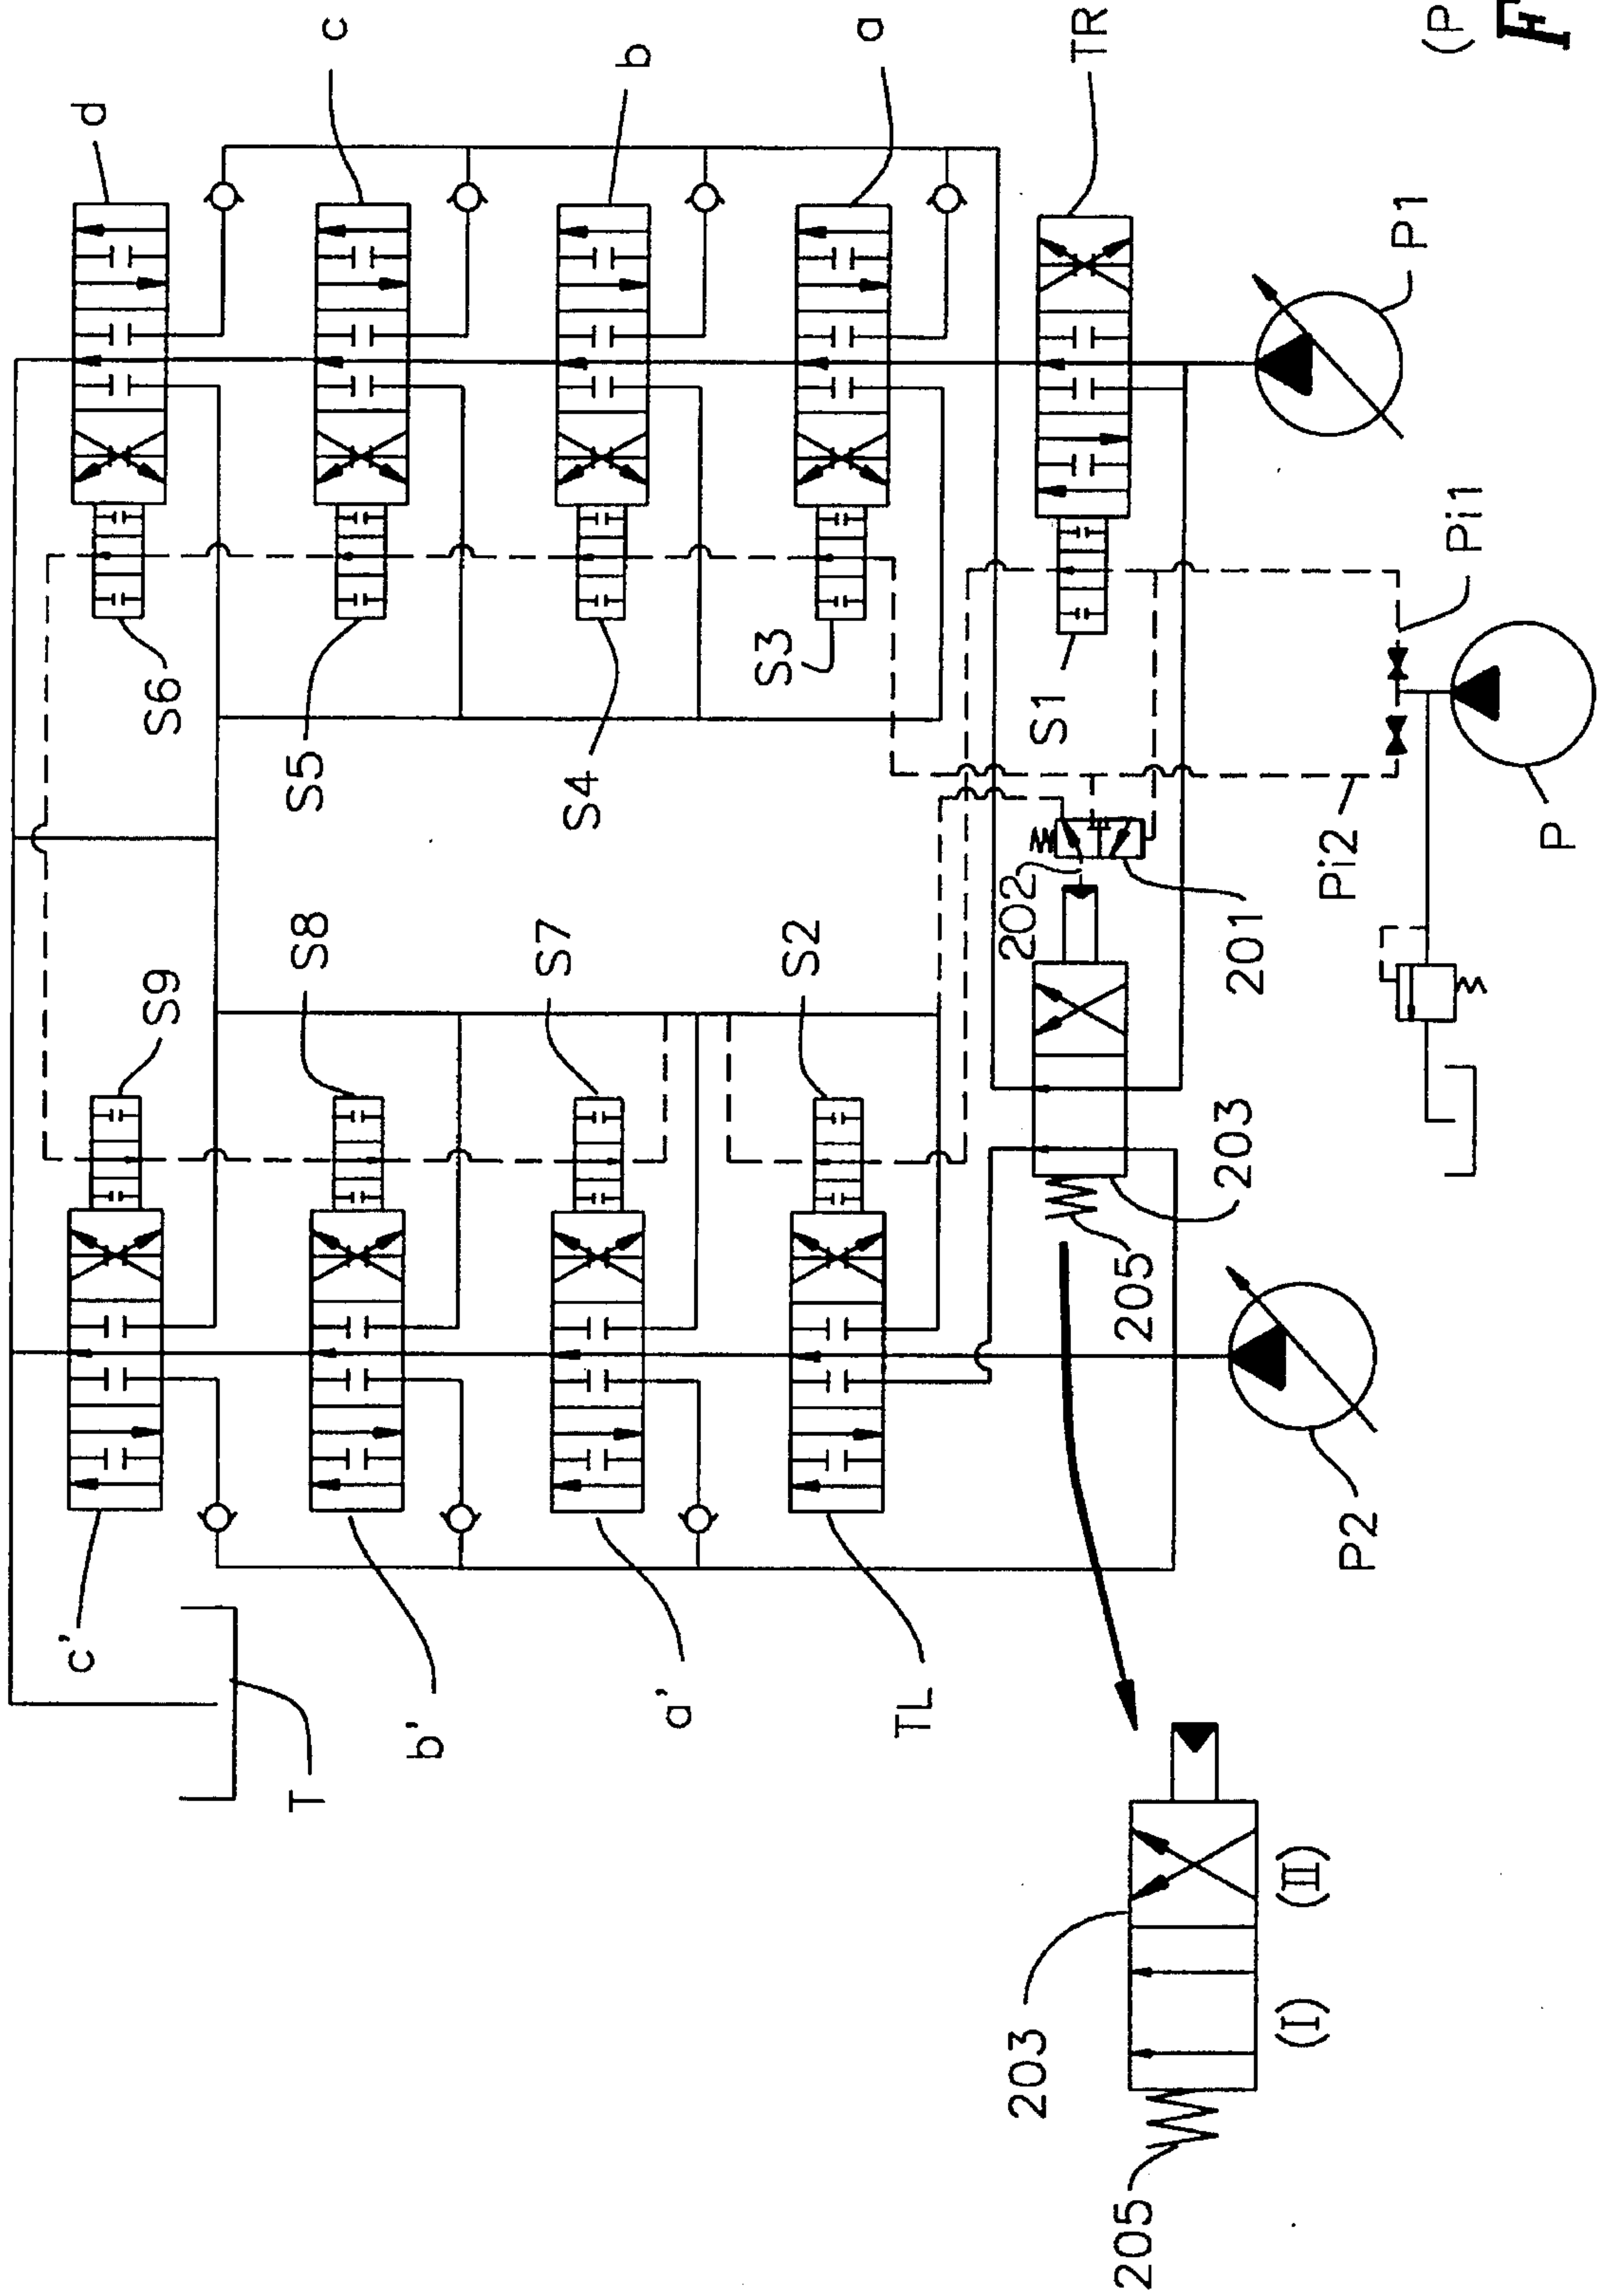 d
c
b
a
TR
(P
F
S6
S5
S4
S3
S1
Pi1
P1
Pi2
P
202
201
S9
S8
S7
S2
203
205
P2
c'
b'
a'
TL
T
203
205
(I)
(II)